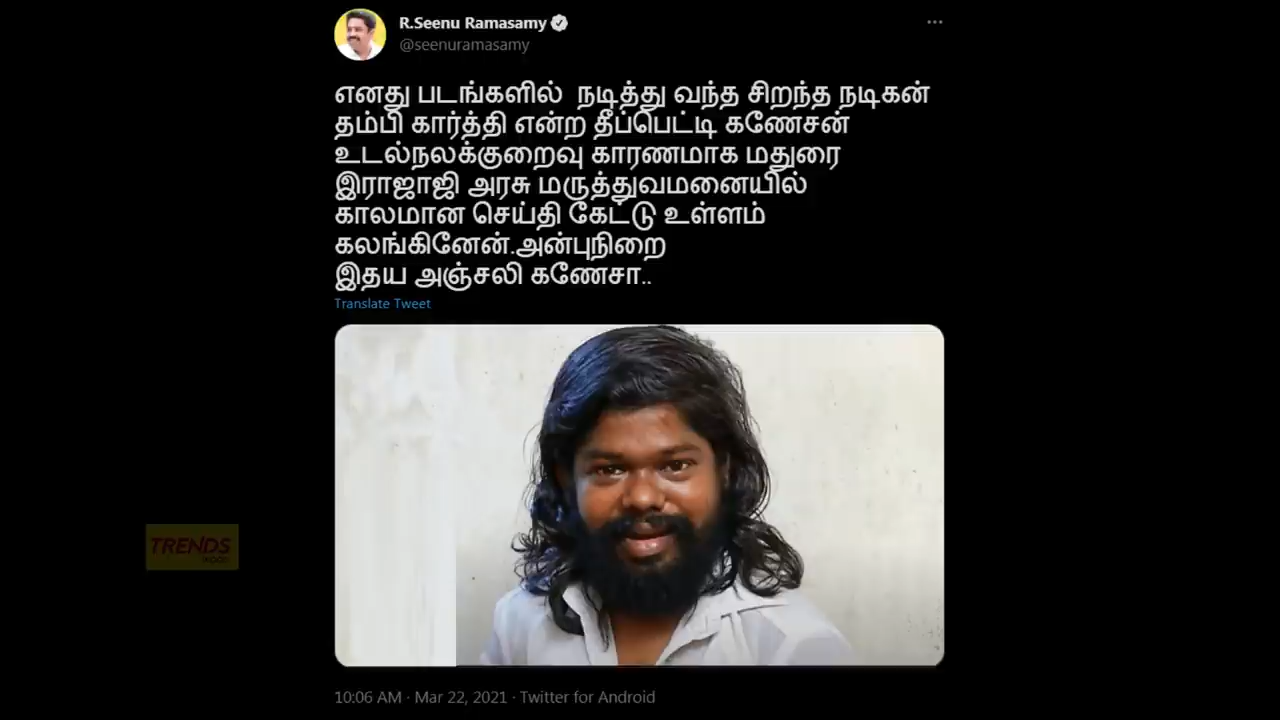 R.Seenu Ramasamy
@seenuramasamy
எனது படங்களில் நடித்து வந்த சிறந்த நடிகன்
தம்பி கார்த்தி என்ற தீப்பெட்டி கணேசன்
உடல்நலக்குறைவு காரணமாக மதுரை
இராஜாஜி அரசு மருத்துவமனையில்
காலமான செய்தி கேட்டு உள்ளம்
கலங்கினேன்.அன்புநிறை
இதய அஞ்சலி கணேசா..
Translate Tweet
TRENDS
WOOD
10:06 AM · Mar 22, 2021 · Twitter for Android